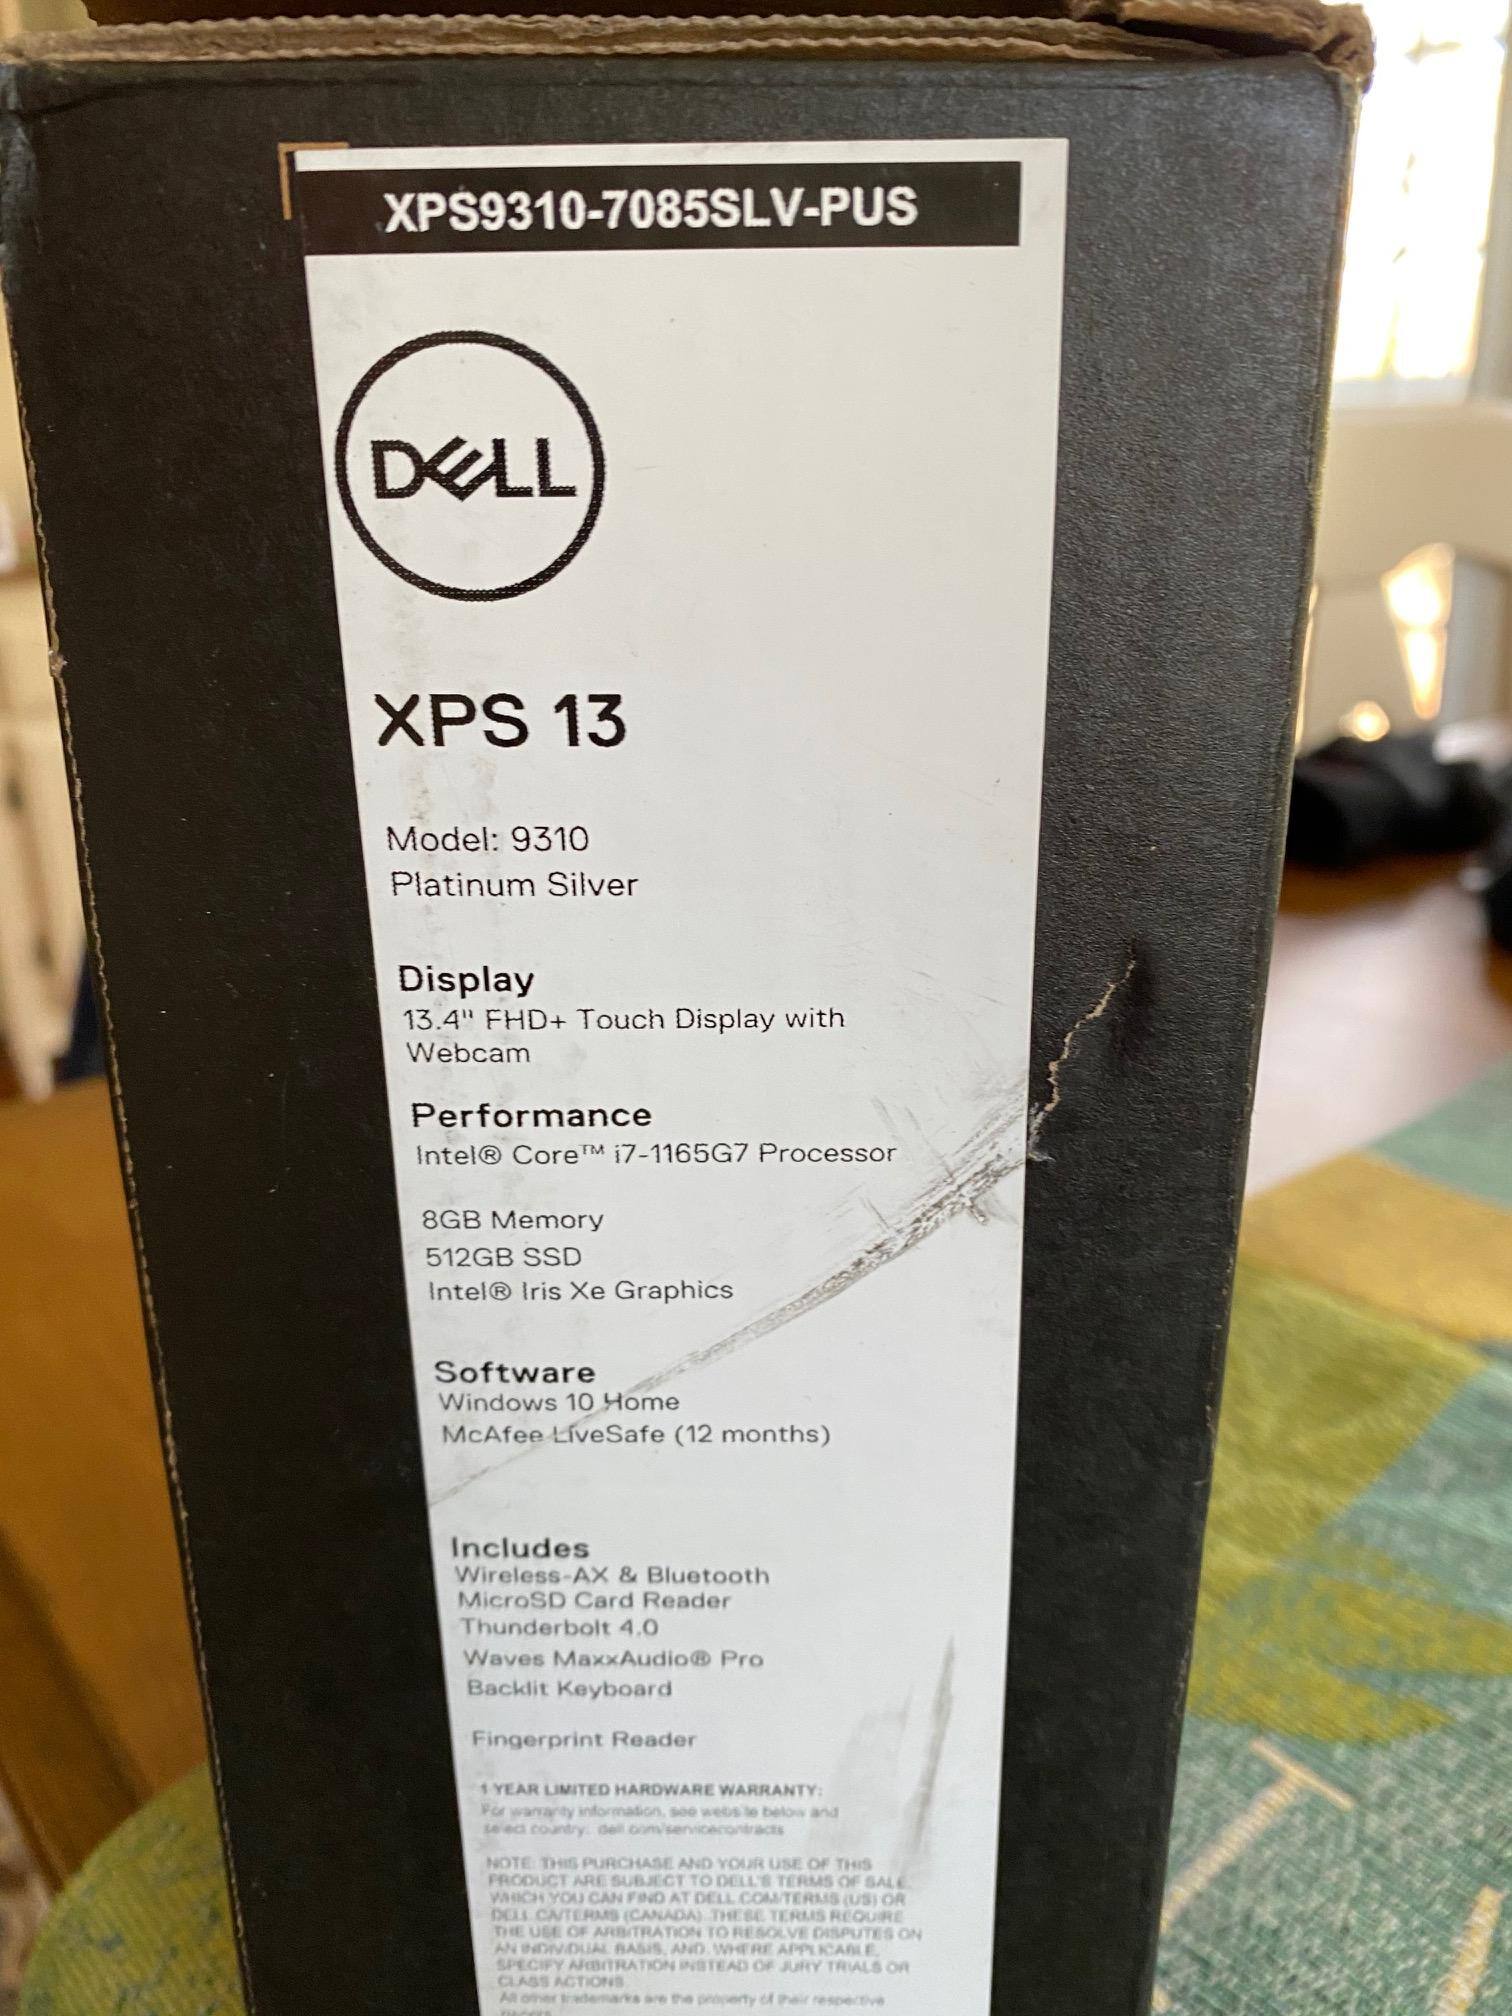 XPS9310-7085SLV-PUS
DELL
XPS 13
Model: 9310
Platinum Silver
Display
13.4" FHD+ Touch Display with
Webcam
Performance
Intel® Core™ i7-1165G7 Processor
8GB Memory
512GB SSD
Intel® Iris Xe Graphics
Software
Windows 10 Home
McAfee LiveSafe (12 months)
Includes
Wireless-AX & Bluetooth
MicroSD Card Reader
Thunderbolt 4.0
Waves MaxxAudio® Pro
Backlit Keyboard
Fingerprint Reader
1 YEAR LIMITED HARDWARE WARRANTY:
For warranty information, see website below and
select country: dell.com/servicecontracts
NOTE: THIS PURCHASE AND YOUR USE OF THIS
PRODUCT ARE SUBJECT TO DELL'S TERMS OF SALE,
WHICH YOU CAN FIND AT DELL.COM/TERMS (US) OR
DELL.CA/TERMS (CANADA). THESE TERMS REQUIRE
THE USE OF ARBITRATION TO RESOLVE DISPUTES ON
AN INDIVIDUAL BASIS, AND, WHERE APPLICABLE,
SPECIFY ARBITRATION INSTEAD OF JURY TRIALS OR
CLASS ACTIONS.
All other trademarks are the property of their respective